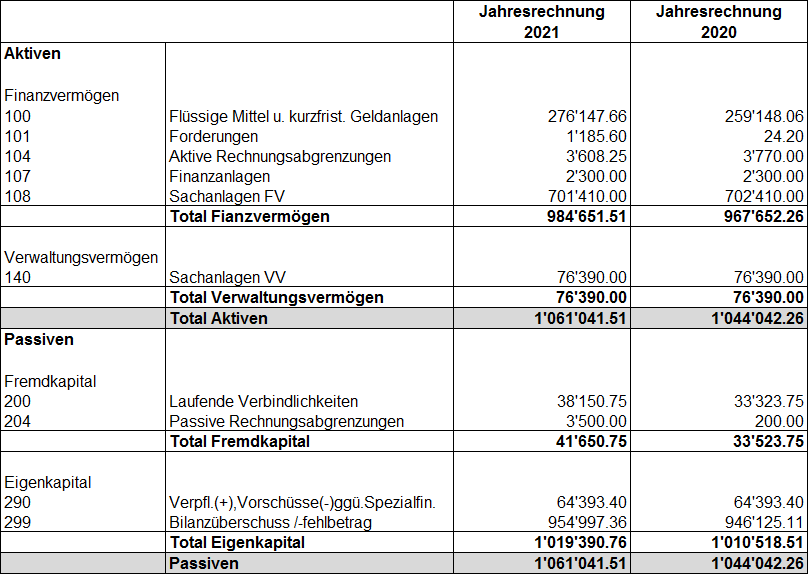 Jahresrechnung Jahresrechnung
2021 2020
Aktiven
Finanzvermögen
100 Flüssige Mittel u. kurzfrist. Geldanlagen 276'147.66 259'148.06
101 Forderungen 1'185.60 24.20
104 Aktive Rechnungsabgrenzungen 3'608.25 3'770.00
107 Finanzanlagen 2'300.00 2'300.00
108 Sachanlagen FV 701'410.00 702'410.00
Total Fianzvermögen 984'651.51 967'652.26
Verwaltungsvermögen
140 Sachanlagen VV 76'390.00 76'390.00
Total Verwaltungsvermögen 76'390.00 76'390.00
Total Aktiven 1'061'041.51 1'044'042.26
Passiven
Fremdkapital
200 Laufende Verbindlichkeiten 38'150.75 33'323.75
204 Passive Rechnungsabgrenzungen 3'500.00 200.00
Total Fremdkapital 41'650.75 33'523.75
Eigenkapital
290 Verpfl.(+),Vorschüsse(-)ggü.Spezialfin. 64'393.40 64'393.40
299 Bilanzüberschuss /-fehlbetrag 954'997.36 946'125.11
Total Eigenkapital 1'019'390.76 1'010'518.51
Passiven 1'061'041.51 1'044'042.26